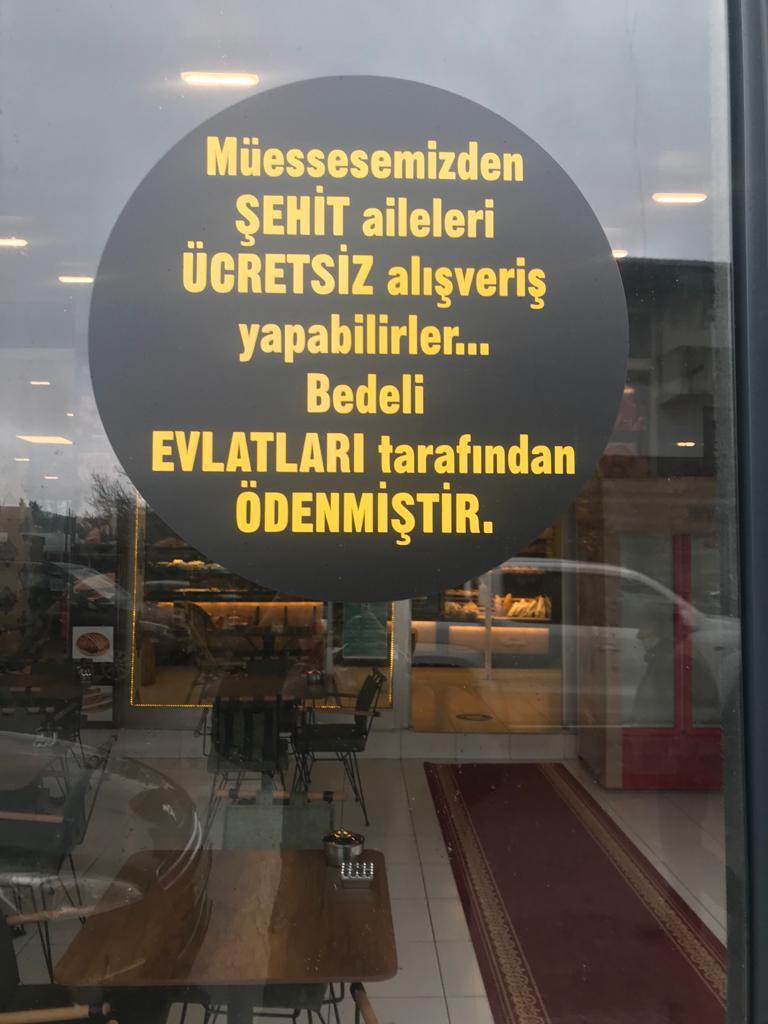 Müessesemizden
ŞEHİT aileleri
ÜCRETSİZ alışveriş
yapabilirler...
Bedeli
EVLATLARI tarafından
ÖDENMİŞTİR.